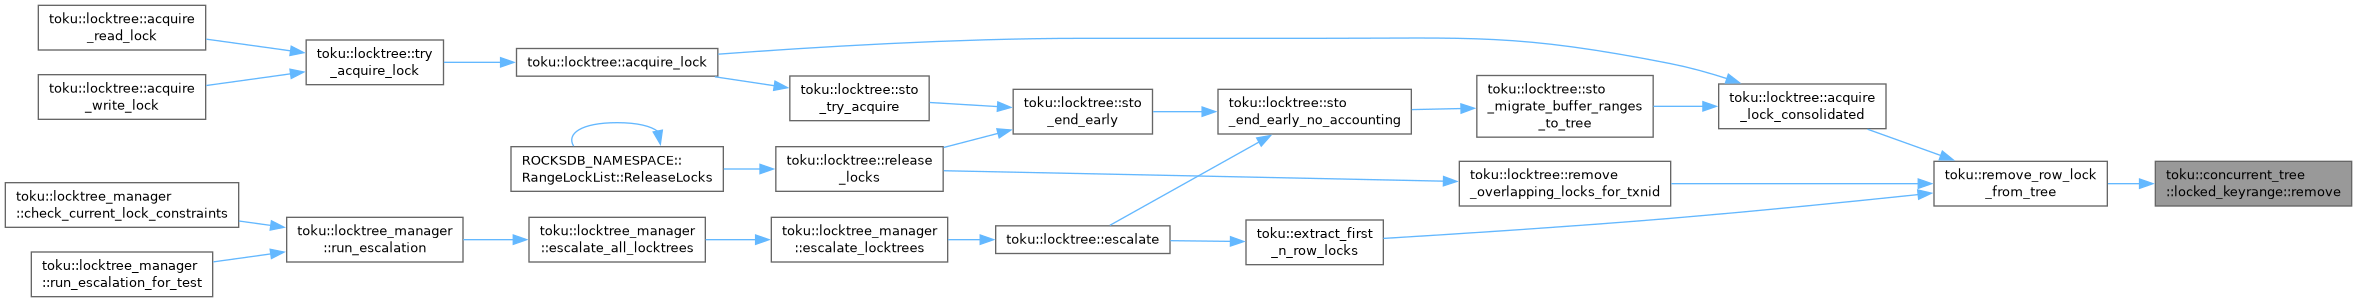 toku::locktree::acquire
_read_lock
toku::locktree::acquire
_write_lock
toku::locktree::try
_acquire_lock
toku::locktree::acquire_lock
toku::locktree::sto
_try_acquire
toku::locktree::sto
_end_early
toku::locktree::sto
_end_early_no_accounting
toku::locktree::sto
_migrate_buffer_ranges
_to_tree
toku::locktree::acquire
_lock_consolidated
ROCKSDB_NAMESPACE::
RangeLockList::ReleaseLocks
toku::locktree::release
_locks
toku::locktree::remove
_overlapping_locks_for_txnid
toku::remove_row_lock
_from_tree
toku::concurrent_tree
::locked_keyrange::remove
toku::locktree_manager
::check_current_lock_constraints
toku::locktree_manager
::run_escalation_for_test
toku::locktree_manager
::run_escalation
toku::locktree_manager
::escalate_all_locktrees
toku::locktree_manager
::escalate_locktrees
toku::locktree::escalate
toku::extract_first
_n_row_locks